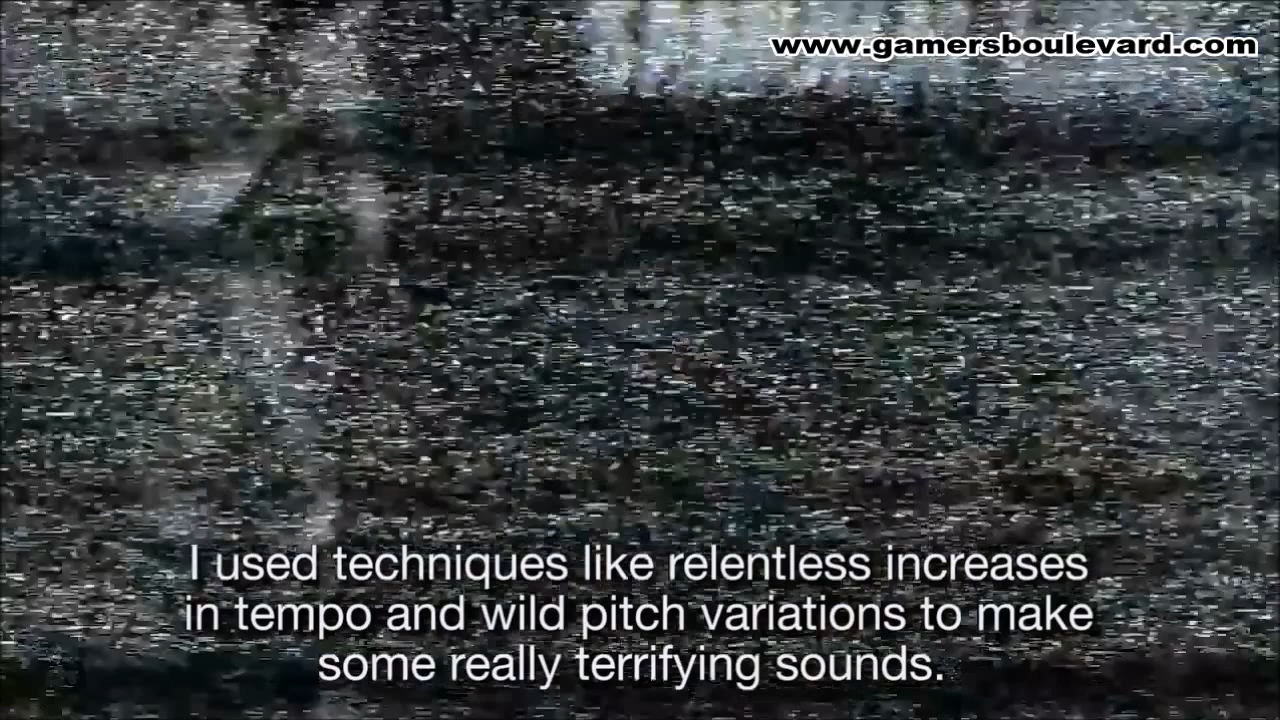 www.gamersboulevard.com
I used techniques like relentless increases
in tempo and wild pitch variations to make
some really terrifying sounds.